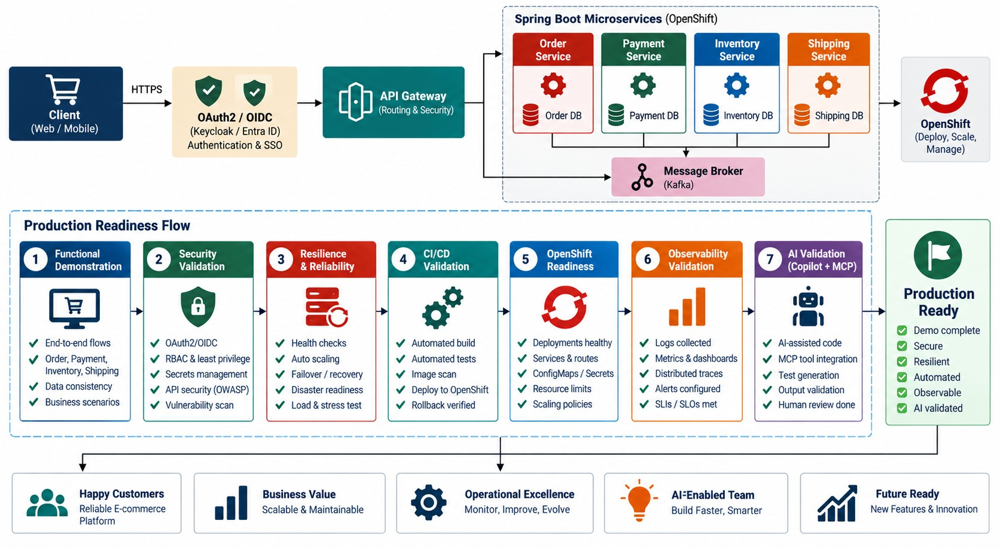 Spring Boot Microservices (OpenShift)
Order
Service
Order DB
Payment
Service
Payment DB
Inventory
Service
Inventory DB
Shipping
Service
Shipping DB
Client
(Web / Mobile)
HTTPS
OAuth2 / OIDC
(Keycloak / Entra ID)
Authentication & SSO
API Gateway
(Routing & Security)
Message Broker
(Kafka)
OpenShift
(Deploy, Scale,
Manage)
Production Readiness Flow
1
Functional
Demonstration
End-to-end flows
Order, Payment,
Inventory, Shipping
Data consistency
Business scenarios
2
Security
Validation
OAuth2/OIDC
RBAC & least privilege
Secrets management
API security (OWASP)
Vulnerability scan
3
Resilience
& Reliability
Health checks
Auto scaling
Failover / recovery
Disaster readiness
Load & stress test
4
CI/CD
Validation
Automated build
Automated tests
Image scan
Deploy to OpenShift
Rollback verified
5
OpenShift
Readiness
Deployments healthy
Services & routes
ConfigMaps / Secrets
Resource limits
Scaling policies
6
Observability
Validation
Logs collected
Metrics & dashboards
Distributed traces
Alerts configured
SLIs / SLOs met
7
AI Validation
(Copilot + MCP)
AI-assisted code
MCP tool integration
Test generation
Output validation
Human review done
Production
Ready
Demo complete
Secure
Resilient
Automated
Observable
AI validated
Happy Customers
Reliable E-commerce
Platform
Business Value
Scalable & Maintainable
Operational Excellence
Monitor, Improve, Evolve
AI-Enabled Team
Build Faster, Smarter
Future Ready
New Features & Innovation